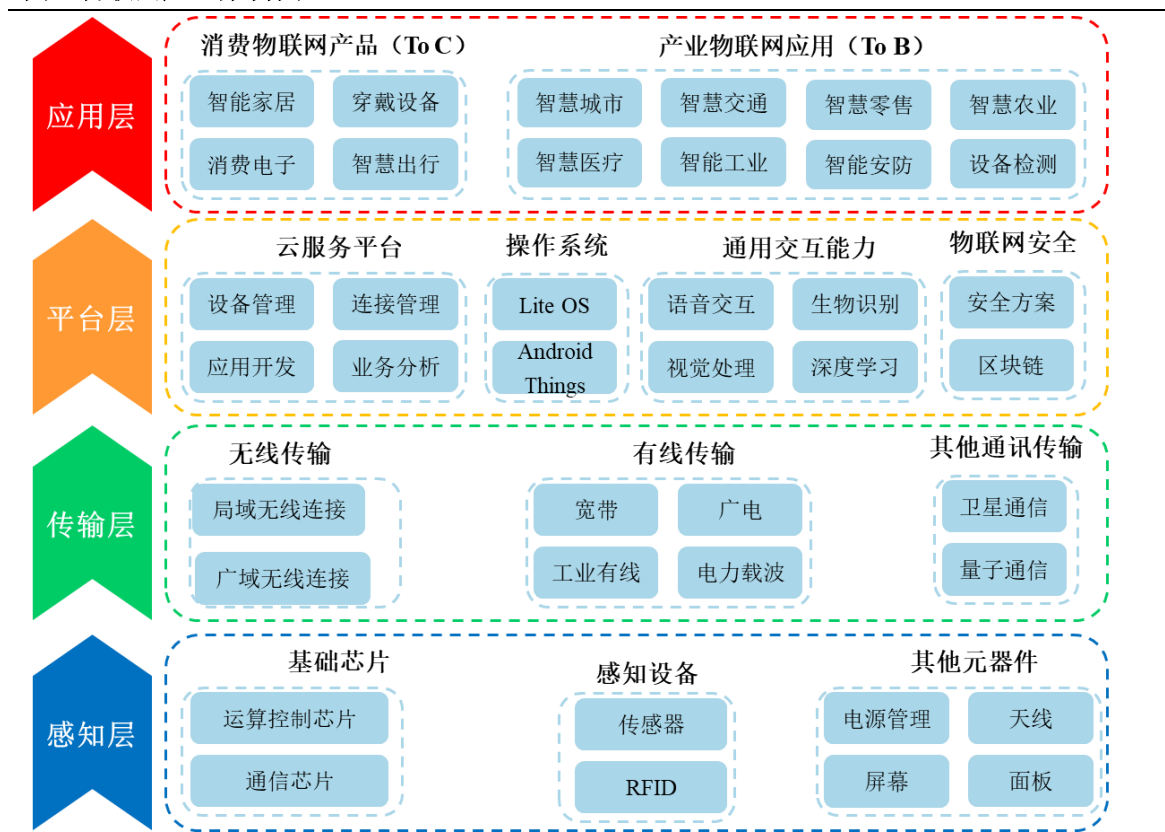 消费物联网产品（To C）
产业物联网应用（To B）
应用层
智能家居
穿戴设备
消费电子
智慧出行
智慧城市
智慧交通
智慧零售
智慧农业
智慧医疗
智能工业
智能安防
设备检测
平台层
云服务平台
设备管理
连接管理
应用开发
业务分析
操作系统
Lite OS
Android
Things
通用交互能力
语音交互
生物识别
视觉处理
深度学习
物联网安全
安全方案
区块链
传输层
无线传输
局域无线连接
广域无线连接
有线传输
宽带
广电
工业有线
电力载波
其他通讯传输
卫星通信
量子通信
感知层
基础芯片
运算控制芯片
通信芯片
感知设备
传感器
RFID
其他元器件
电源管理
天线
屏幕
面板